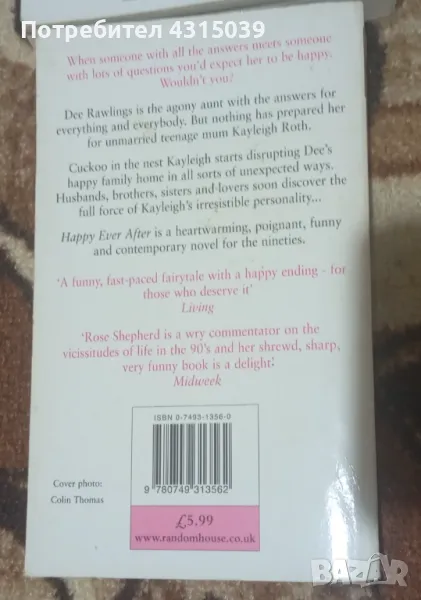 Потребител 4315039
When someone with all the answers meets someone
with lots of questions you'd expect her to be happy.
Wouldn't you?
Dee Rawlings is the agony aunt with the answers for
everything and everybody. But nothing has prepared her
for unmarried teenage mum Kayleigh Roth.
Cuckoo in the nest Kayleigh starts disrupting Dee's
happy family home in all sorts of unexpected ways.
Husbands, brothers, sisters and lovers soon discover the
full force of Kayleigh's irresistible personality...
Happy Ever After is a heartwarming, poignant, funny
and contemporary novel for the nineties.
'A funny, fast-paced fairytale with a happy ending - for
those who deserve it'
Living
'Rose Shepherd is a wry commentator on the
vicissitudes of life in the 90's and her shrewd, sharp,
very funny book is a delight'
Midweek
ISBN 0-7493-1356-0
9 780749 313562
Cover photo:
Colin Thomas
£5.99
www.randomhouse.co.uk
BAZAR